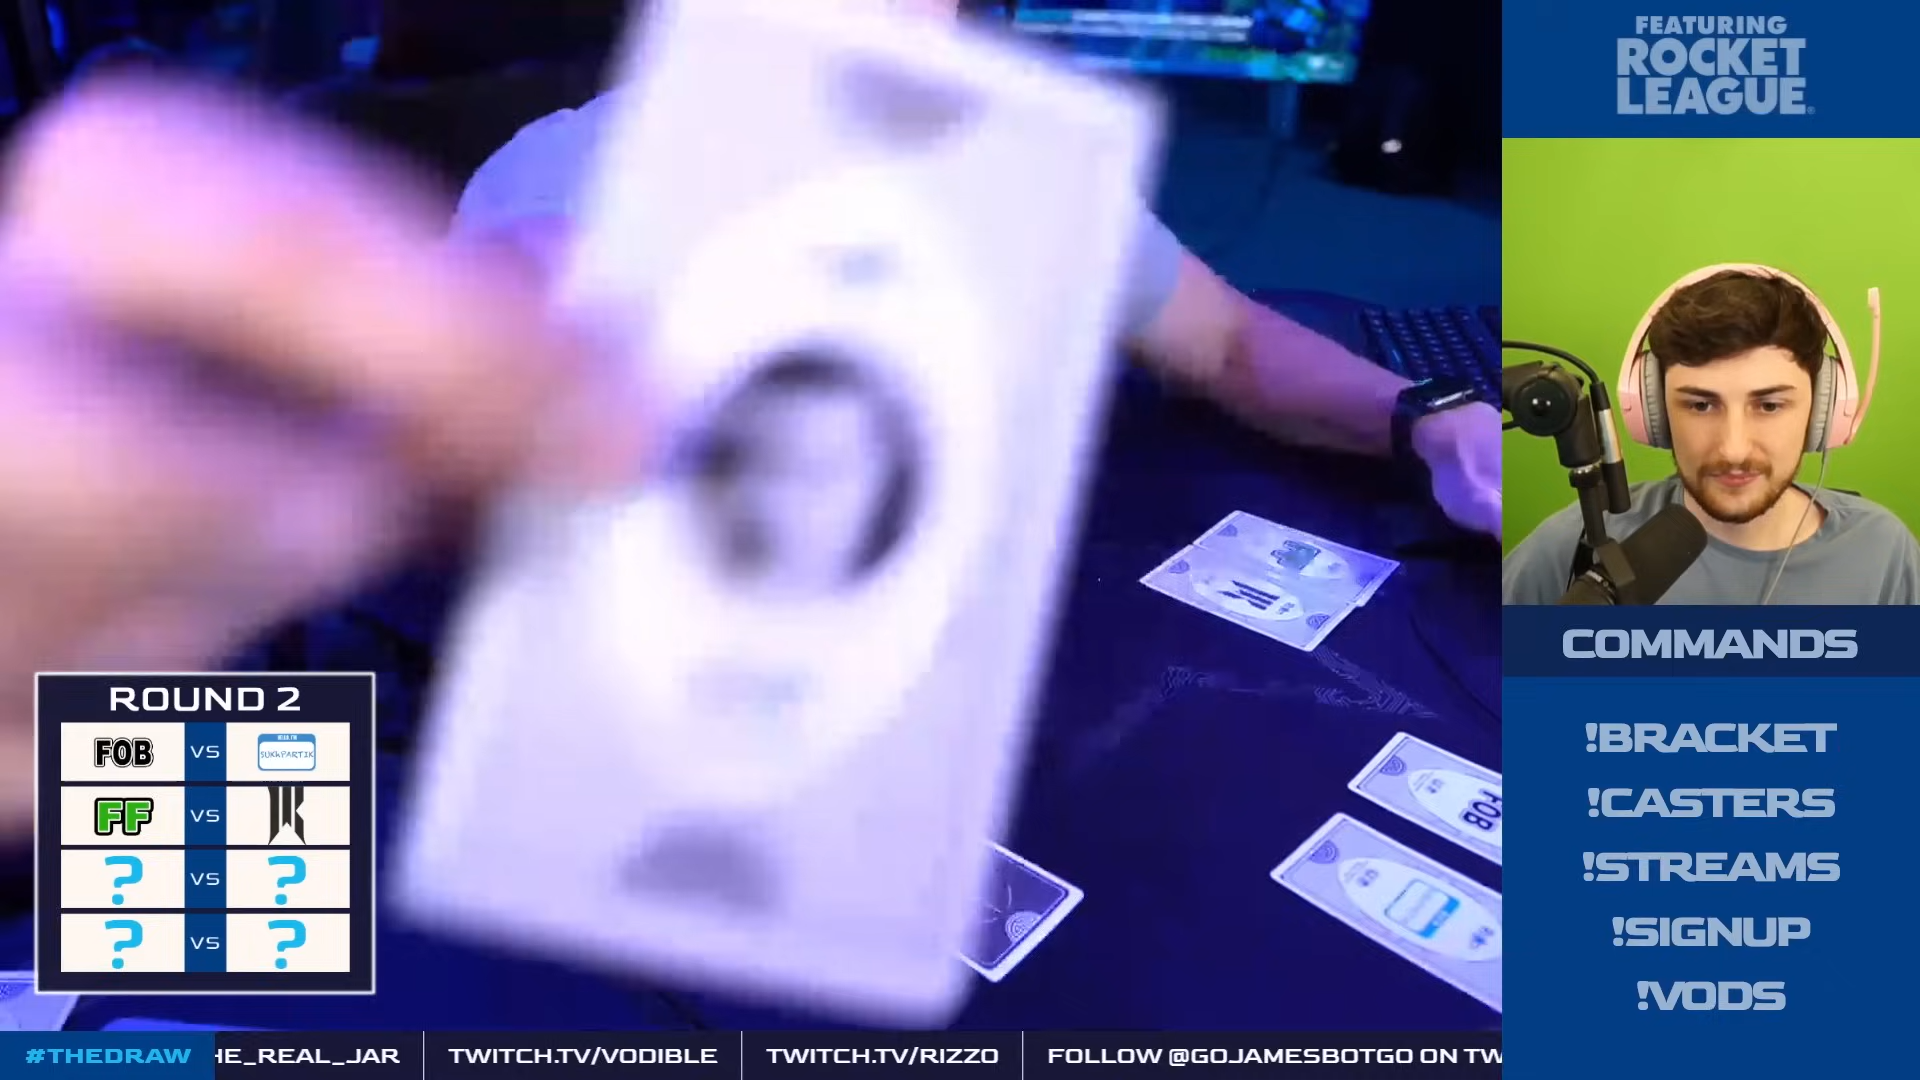 FEATURING
ROCKET
LEAGUE
COMMANDS
!BRACKET
!CASTERS
!STREAMS
!SIGNUP
!VODS
ROUND 2
FOB VS SUKHPARTIK
FF VS
? VS ?
? VS ?
FOB
#THEDRAW HE_REAL_JAR TWITCH.TV/VODIBLE TWITCH.TV/RIZZO FOLLOW @GOJAMESBOTGO ON TW